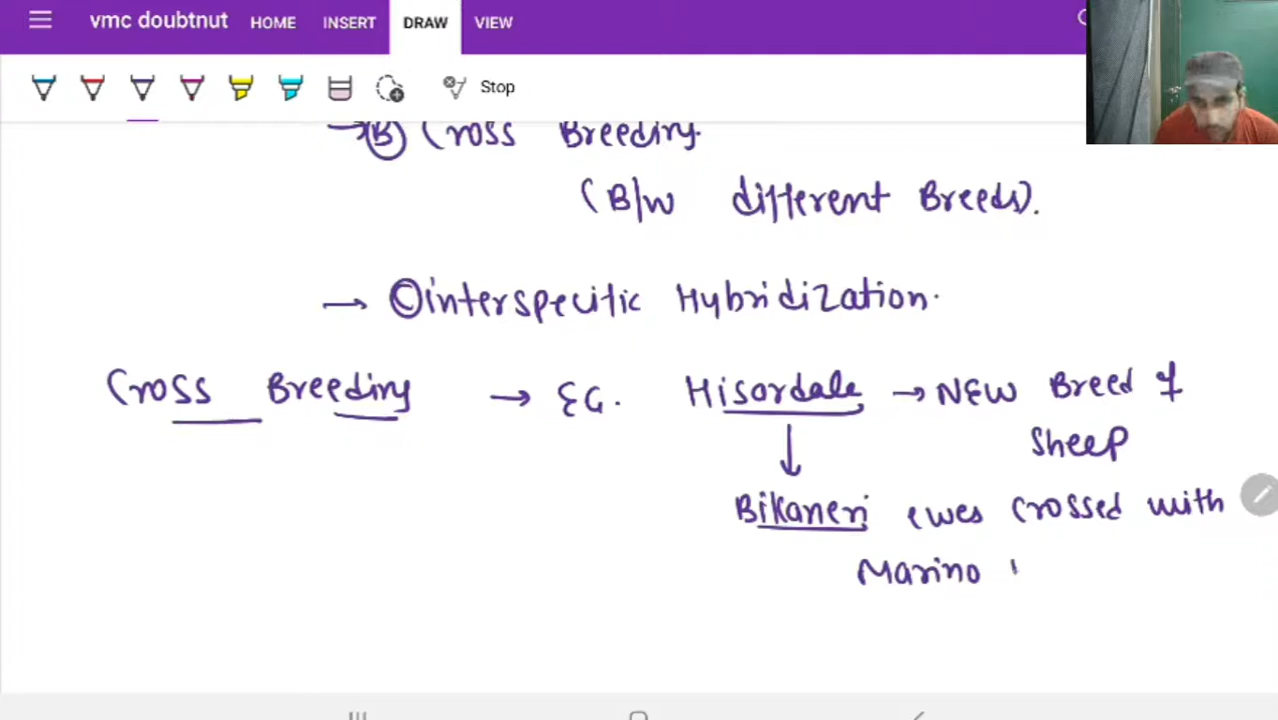 vmc doubtnut HOME INSERT DRAW VIEW
Stop
→ (B) Cross Breeding.
(B/w different Breeds).
→ (C) interspecific Hybridization.
Cross Breeding → EG. Hisardale → NEW Breed of
Sheep
↓
Bikaneri ewes crossed with
Marino